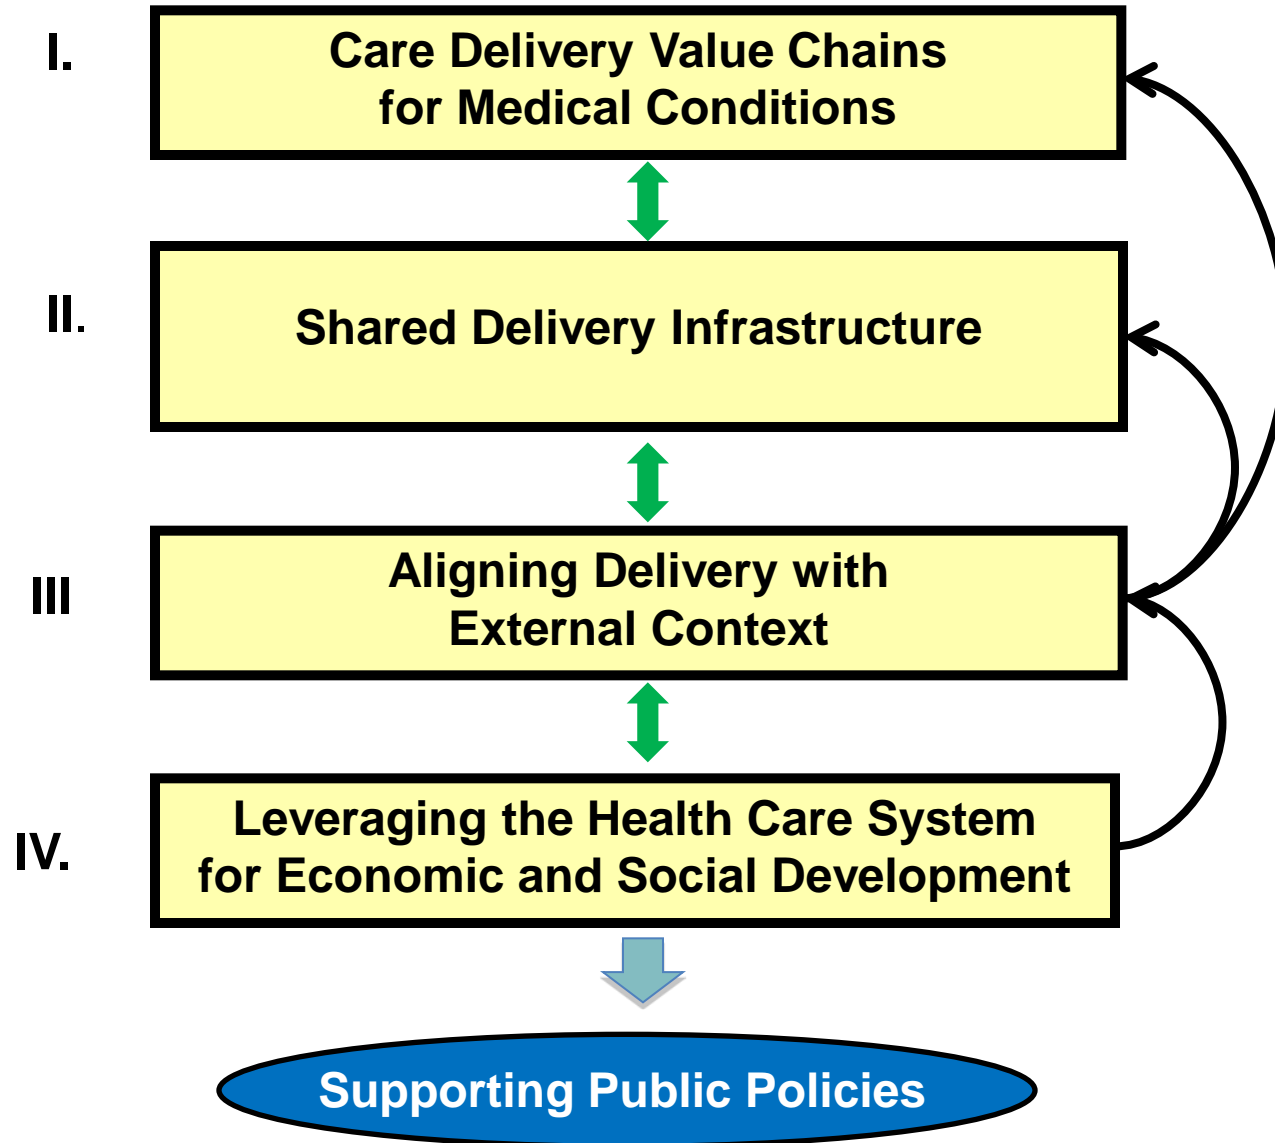 I.
Care Delivery Value Chains
for Medical Conditions
II.
Shared Delivery Infrastructure
III
Aligning Delivery with
External Context
IV.
Leveraging the Health Care System
for Economic and Social Development
Supporting Public Policies